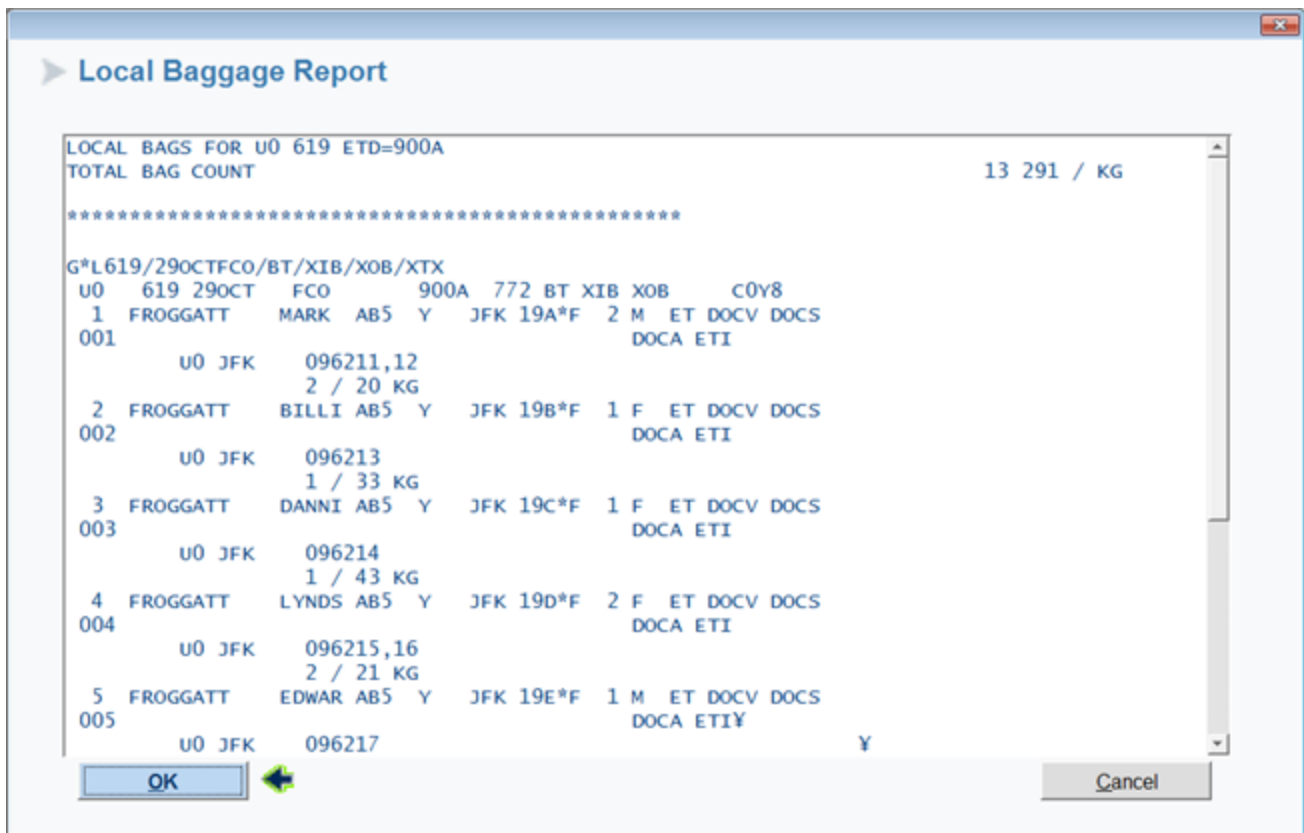 Local Baggage Report
LOCAL BAGS FOR U0 619 ETD=900A
TOTAL BAG COUNT 13 291 / KG
*************************************************
G*L619/29OCTFCO/BT/XIB/XOB/XTX
U0 619 29OCT FCO 900A 772 BT XIB XOB C0Y8
1 FROGGATT MARK AB5 Y JFK 19A*F 2 M ET DOCV DOCS
001 DOCA ETI
U0 JFK 096211,12
2 / 20 KG
2 FROGGATT BILLI AB5 Y JFK 19B*F 1 F ET DOCV DOCS
002 DOCA ETI
U0 JFK 096213
1 / 33 KG
3 FROGGATT DANNI AB5 Y JFK 19C*F 1 F ET DOCV DOCS
003 DOCA ETI
U0 JFK 096214
1 / 43 KG
4 FROGGATT LYNDS AB5 Y JFK 19D*F 2 F ET DOCV DOCS
004 DOCA ETI
U0 JFK 096215,16
2 / 21 KG
5 FROGGATT EDWAR AB5 Y JFK 19E*F 1 M ET DOCV DOCS
005 DOCA ETI¥
U0 JFK 096217 ¥
OK Cancel